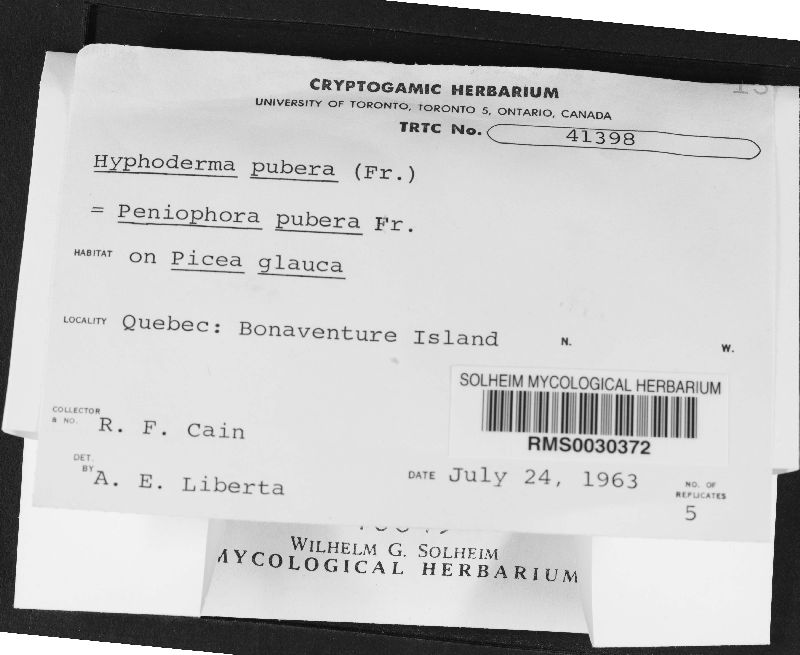 CRYPTOGAMIC HERBARIUM
UNIVERSITY OF TORONTO, TORONTO 5, ONTARIO, CANADA
TRTC No. 41398
Hyphoderma pubera (Fr.)
= Peniophora pubera Fr.
HABITAT on Picea glauca
LOCALITY Quebec: Bonaventure Island N. W.
SOLHEIM MYCOLOGICAL HERBARIUM
RMS0030372
COLLECTOR & NO. R. F. Cain
DET. BY A. E. Liberta
DATE July 24, 1963
NO. OF REPLICATES
5
WILHELM G. SOLHEIM
MYCOLOGICAL HERBARIUM